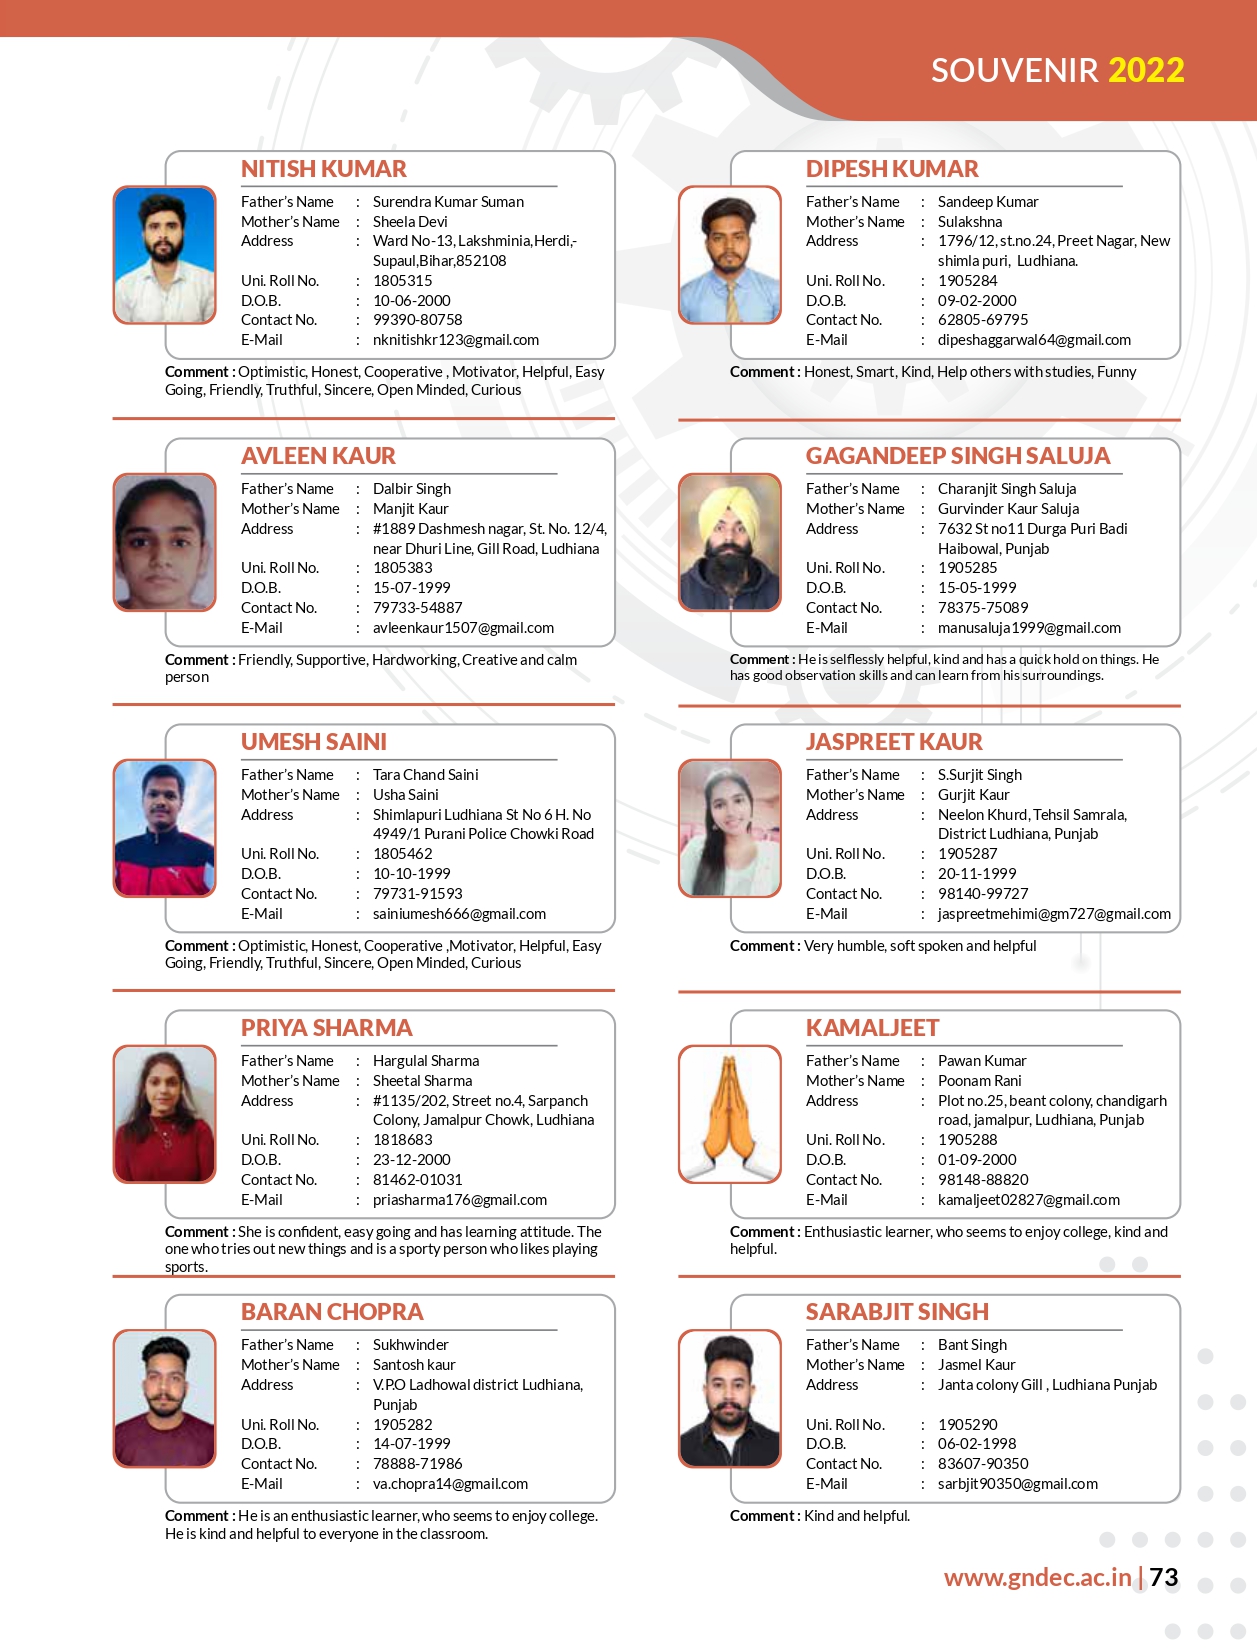 SOUVENIR 2022
NITISH KUMAR
Father's Name : Surendra Kumar Suman
Mother's Name : Sheela Devi
Address : Ward No-13, Lakshminia,Herdi,-
Supaul,Bihar,852108
Uni. Roll No. : 1805315
D.O.B. : 10-06-2000
Contact No. : 99390-80758
E-Mail : nknitishkr123@gmail.com
Comment : Optimistic, Honest, Cooperative , Motivator, Helpful, Easy
Going, Friendly, Truthful, Sincere, Open Minded, Curious
AVLEEN KAUR
Father's Name : Dalbir Singh
Mother's Name : Manjit Kaur
Address : #1889 Dashmesh nagar, St. No. 12/4,
near Dhuri Line, Gill Road, Ludhiana
Uni. Roll No. : 1805383
D.O.B. : 15-07-1999
Contact No. : 79733-54887
E-Mail : avleenkaur1507@gmail.com
Comment : Friendly, Supportive, Hardworking, Creative and calm
person
UMESH SAINI
Father's Name : Tara Chand Saini
Mother's Name : Usha Saini
Address : Shimlapuri Ludhiana St No 6 H. No
4949/1 Purani Police Chowki Road
Uni. Roll No. : 1805462
D.O.B. : 10-10-1999
Contact No. : 79731-91593
E-Mail : sainiumesh666@gmail.com
Comment : Optimistic, Honest, Cooperative ,Motivator, Helpful, Easy
Going, Friendly, Truthful, Sincere, Open Minded, Curious
PRIYA SHARMA
Father's Name : Hargulal Sharma
Mother's Name : Sheetal Sharma
Address : #1135/202, Street no.4, Sarpanch
Colony, Jamalpur Chowk, Ludhiana
Uni. Roll No. : 1818683
D.O.B. : 23-12-2000
Contact No. : 81462-01031
E-Mail : priasharma176@gmail.com
Comment : She is confident, easy going and has learning attitude. The
one who tries out new things and is a sporty person who likes playing
sports.
BARAN CHOPRA
Father's Name : Sukhwinder
Mother's Name : Santosh kaur
Address : V.P.O Ladhowal district Ludhiana,
Punjab
Uni. Roll No. : 1905282
D.O.B. : 14-07-1999
Contact No. : 78888-71986
E-Mail : va.chopra14@gmail.com
Comment : He is an enthusiastic learner, who seems to enjoy college.
He is kind and helpful to everyone in the classroom.
DIPESH KUMAR
Father's Name : Sandeep Kumar
Mother's Name : Sulakshna
Address : 1796/12, st.no.24, Preet Nagar, New
shimla puri, Ludhiana.
Uni. Roll No. : 1905284
D.O.B. : 09-02-2000
Contact No. : 62805-69795
E-Mail : dipeshaggarwal64@gmail.com
Comment : Honest, Smart, Kind, Help others with studies, Funny
GAGANDEEP SINGH SALUJA
Father's Name : Charanjit Singh Saluja
Mother's Name : Gurvinder Kaur Saluja
Address : 7632 St no11 Durga Puri Badi
Haibowal, Punjab
Uni. Roll No. : 1905285
D.O.B. : 15-05-1999
Contact No. : 78375-75089
E-Mail : manusaluja1999@gmail.com
Comment : He is selflessly helpful, kind and has a quick hold on things. He
has good observation skills and can learn from his surroundings.
JASPREET KAUR
Father's Name : S.Surjit Singh
Mother's Name : Gurjit Kaur
Address : Neelon Khurd, Tehsil Samrala,
District Ludhiana, Punjab
Uni. Roll No. : 1905287
D.O.B. : 20-11-1999
Contact No. : 98140-99727
E-Mail : jaspreetmehimi@gm727@gmail.com
Comment : Very humble, soft spoken and helpful
KAMALJEET
Father's Name : Pawan Kumar
Mother's Name : Poonam Rani
Address : Plot no.25, beant colony, chandigarh
road, jamalpur, Ludhiana, Punjab
Uni. Roll No. : 1905288
D.O.B. : 01-09-2000
Contact No. : 98148-88820
E-Mail : kamaljeet02827@gmail.com
Comment : Enthusiastic learner, who seems to enjoy college, kind and
helpful.
SARABJIT SINGH
Father's Name : Bant Singh
Mother's Name : Jasmel Kaur
Address : Janta colony Gill , Ludhiana Punjab
Uni. Roll No. : 1905290
D.O.B. : 06-02-1998
Contact No. : 83607-90350
E-Mail : sarbjit90350@gmail.com
Comment : Kind and helpful.
www.gndec.ac.in | 73